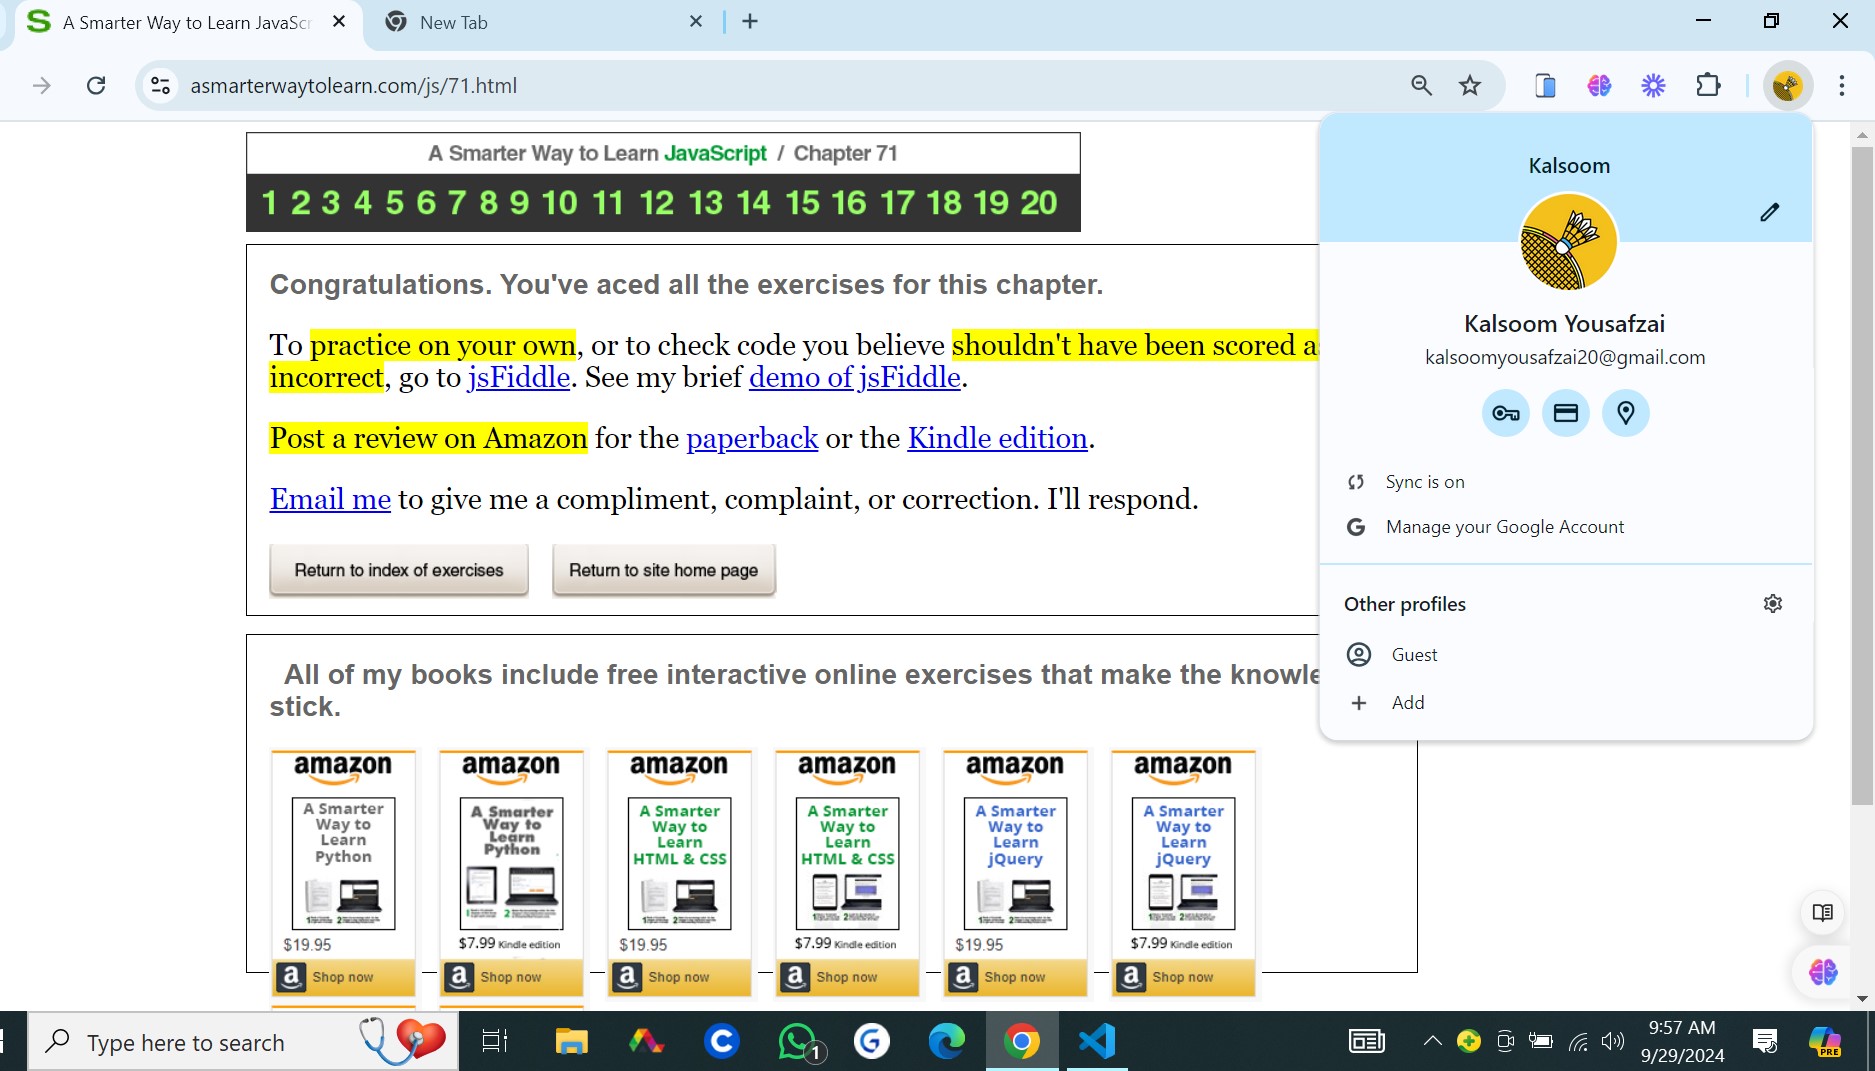 A Smarter Way to Learn JavaScr
New Tab
asmarterwaytolearn.com/js/71.html
A Smarter Way to Learn JavaScript / Chapter 71
1 2 3 4 5 6 7 8 9 10 11 12 13 14 15 16 17 18 19 20
Congratulations. You've aced all the exercises for this chapter.
To practice on your own, or to check code you believe shouldn't have been scored as
incorrect, go to jsFiddle. See my brief demo of jsFiddle.
Post a review on Amazon for the paperback or the Kindle edition.
Email me to give me a compliment, complaint, or correction. I'll respond.
Return to index of exercises
Return to site home page
Kalsoom
Kalsoom Yousafzai
kalsoomyousafzai20@gmail.com
Sync is on
Manage your Google Account
Other profiles
Guest
Add
All of my books include free interactive online exercises that make the knowle
stick.
amazon
A Smarter
Way to
Learn
Python
$19.95
Shop now
amazon
A Smarter
Way to
Learn
Python
$7.99 Kindle edition
Shop now
amazon
A Smarter
Way to
Learn
HTML & CSS
$19.95
Shop now
amazon
A Smarter
Way to
Learn
HTML & CSS
$7.99 Kindle edition
Shop now
amazon
A Smarter
Way to
Learn
jQuery
$19.95
Shop now
amazon
A Smarter
Way to
Learn
jQuery
$7.99 Kindle edition
Shop now
Type here to search
1
9:57 AM
9/29/2024
PRE